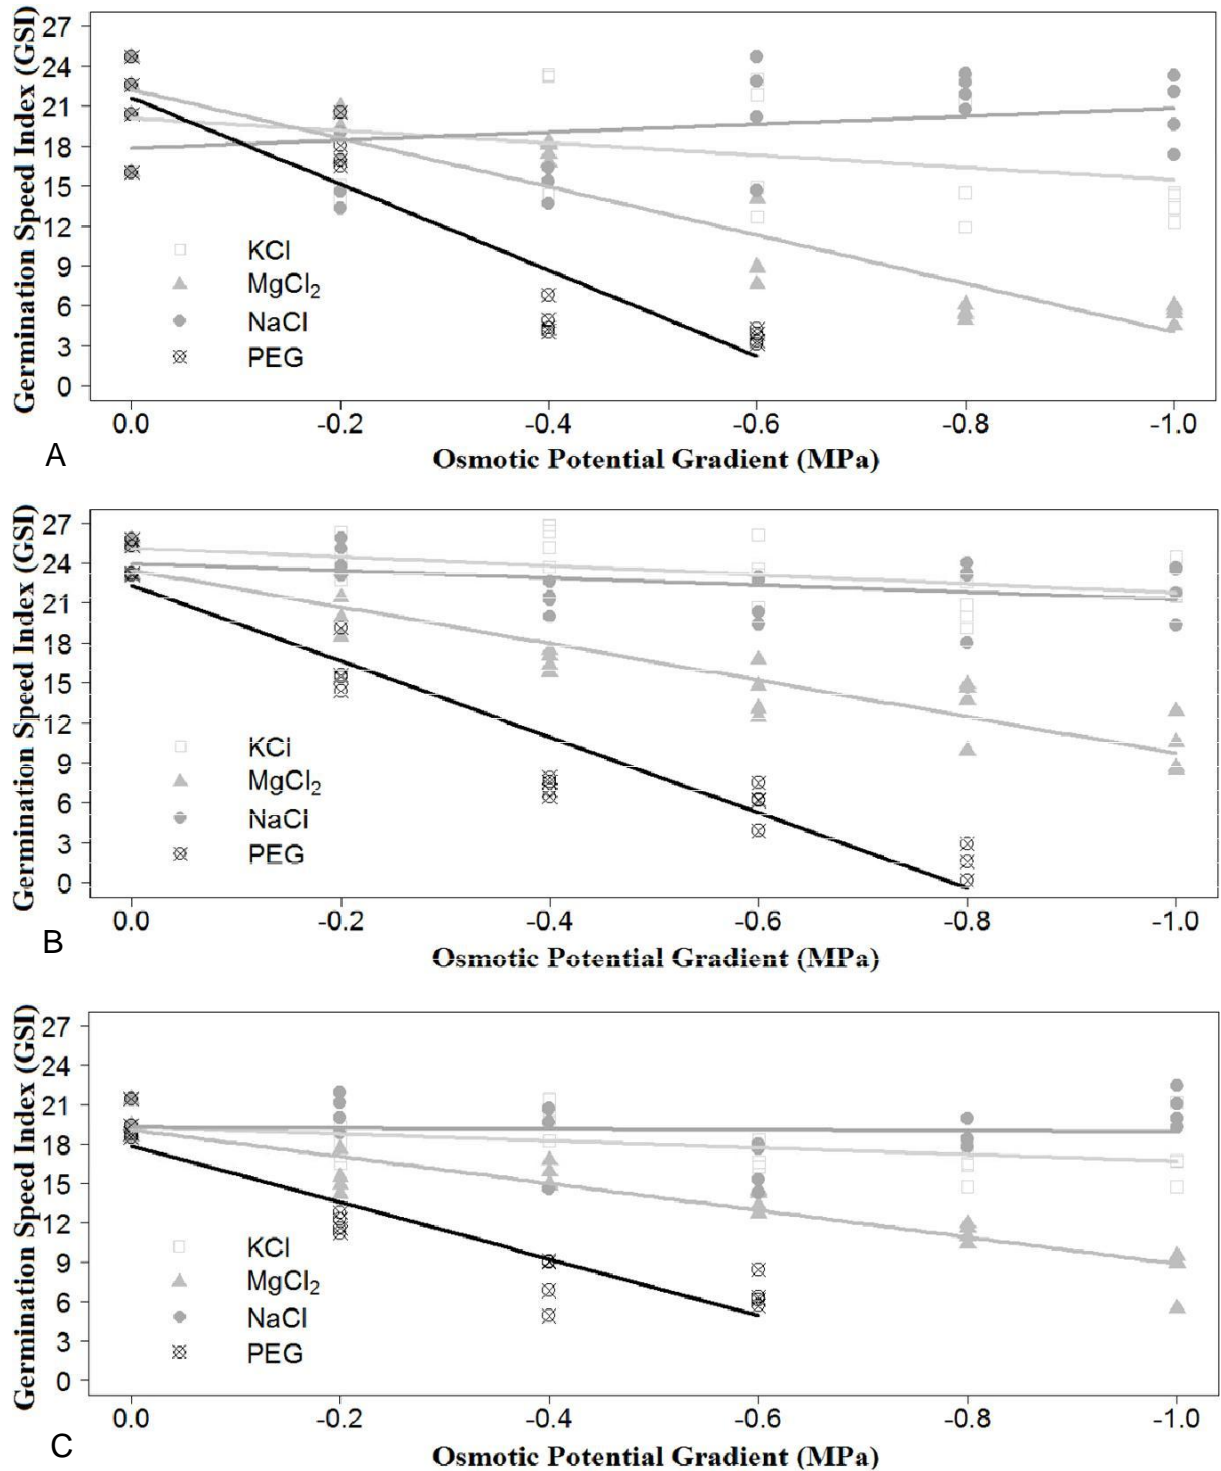 Germination Speed Index (GSI)
27
24
21
18
15
12
9
6
3
0
KCl
MgCl2
NaCl
PEG
0.0 -0.2 -0.4 -0.6 -0.8 -1.0
A
Osmotic Potential Gradient (MPa)
Germination Speed Index (GSI)
27
24
21
18
15
12
9
6
3
0
KCl
MgCl2
NaCl
PEG
0.0 -0.2 -0.4 -0.6 -0.8 -1.0
B
Osmotic Potential Gradient (MPa)
Germination Speed Index (GSI)
27
24
21
18
15
12
9
6
3
0
KCl
MgCl2
NaCl
PEG
0.0 -0.2 -0.4 -0.6 -0.8 -1.0
C
Osmotic Potential Gradient (MPa)